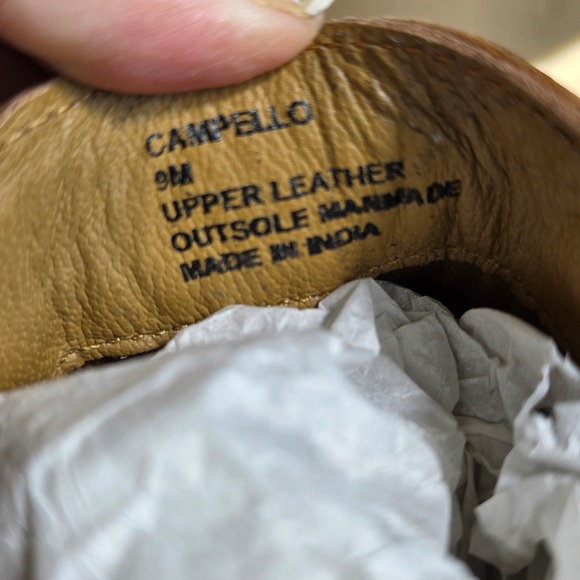 CAMPELLO
9M
UPPER LEATHER
OUTSOLE MANMADE
MADE IN INDIA